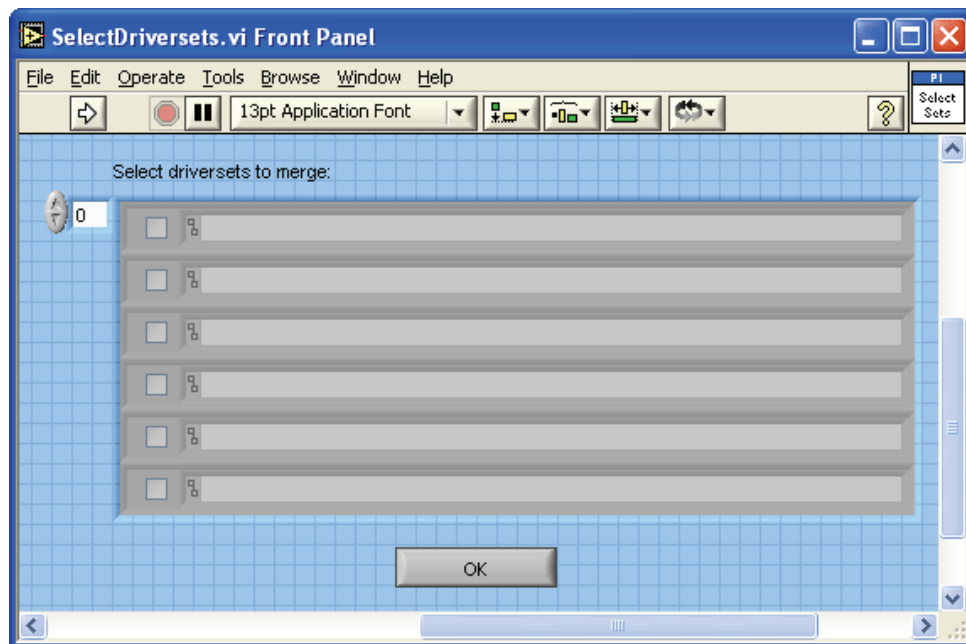 SelectDriversets.vi Front Panel
File Edit Operate Tools Browse Window Help
13pt Application Font
?
PI
Select
Sets
Select driversets to merge:
0
OK